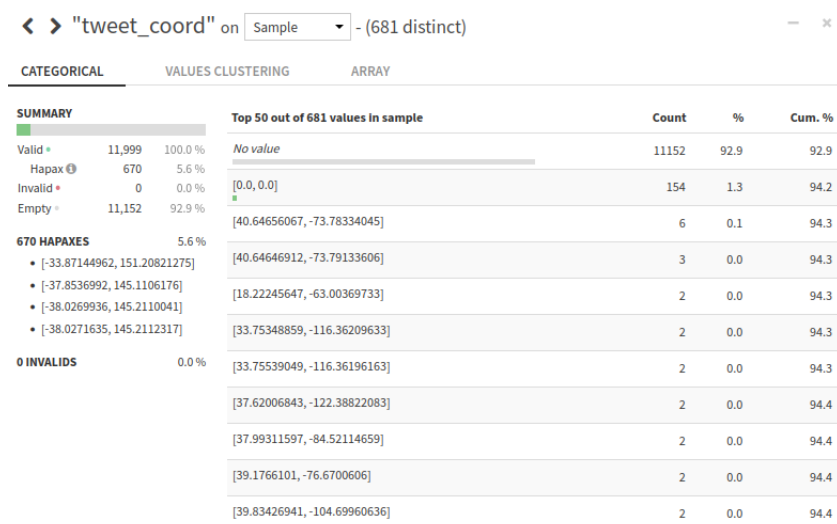 "tweet_coord" on Sample - (681 distinct)
CATEGORICAL VALUES CLUSTERING ARRAY
SUMMARY
Valid 11,999 100.0 %
Hapax 670 5.6 %
Invalid 0 0.0 %
Empty 11,152 92.9 %
670 HAPAXES 5.6 %
[-33.87144962, 151.20821275]
[-37.8536992, 145.1106176]
[-38.0269936, 145.2110041]
[-38.0271635, 145.2112317]
0 INVALIDS 0.0 %
Top 50 out of 681 values in sample Count % Cum. %
No value 11152 92.9 92.9
[0.0, 0.0] 154 1.3 94.2
[40.64656067, -73.78334045] 6 0.1 94.3
[40.64646912, -73.79133606] 3 0.0 94.3
[18.22245647, -63.00369733] 2 0.0 94.3
[33.75348859, -116.36209633] 2 0.0 94.3
[33.75539049, -116.36196163] 2 0.0 94.3
[37.62006843, -122.38822083] 2 0.0 94.4
[37.99311597, -84.52114659] 2 0.0 94.4
[39.1766101, -76.6700606] 2 0.0 94.4
[39.83426941, -104.69960636] 2 0.0 94.4